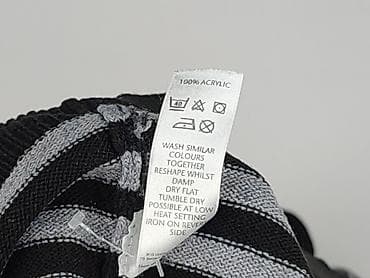 100% ACRYLIC
40
WASH SIMILAR
COLOURS
TOGETHER
RESHAPE WHILST
DAMP
DRY FLAT
TUMBLE DRY
POSSIBLE AT LOW
HEAT SETTING
IRON ON REVERSE
SIDE